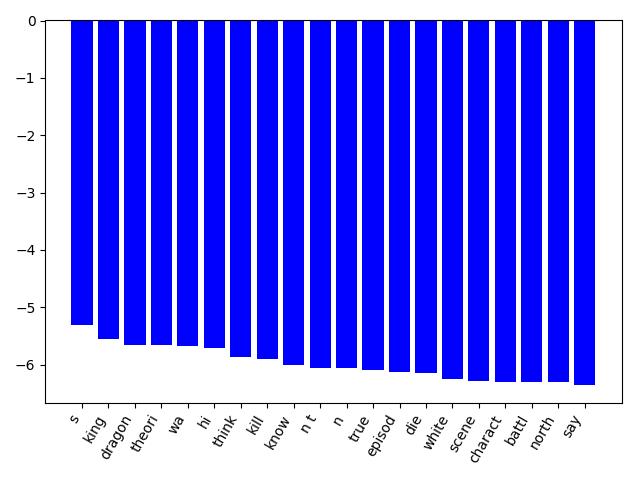 0
−1
−2
−3
−4
−5
−6
s
king
dragon
theori
wa
hi
think
kill
know
n t
n
true
episod
die
white
scene
charact
battl
north
say